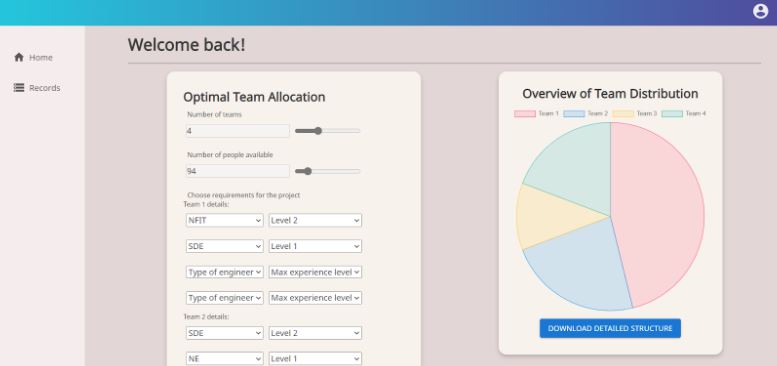 Welcome back!
Home
Records
Optimal Team Allocation
Number of teams
4
Number of people available
94
Choose requirements for the project
Team 1 details:
NFIT Level 2
SDE Level 1
Type of engineer Max experience level
Type of engineer Max experience level
Team 2 details:
SDE Level 2
NE Level 1
Overview of Team Distribution
Team 1 Team 2 Team 3 Team 4
DOWNLOAD DETAILED STRUCTURE